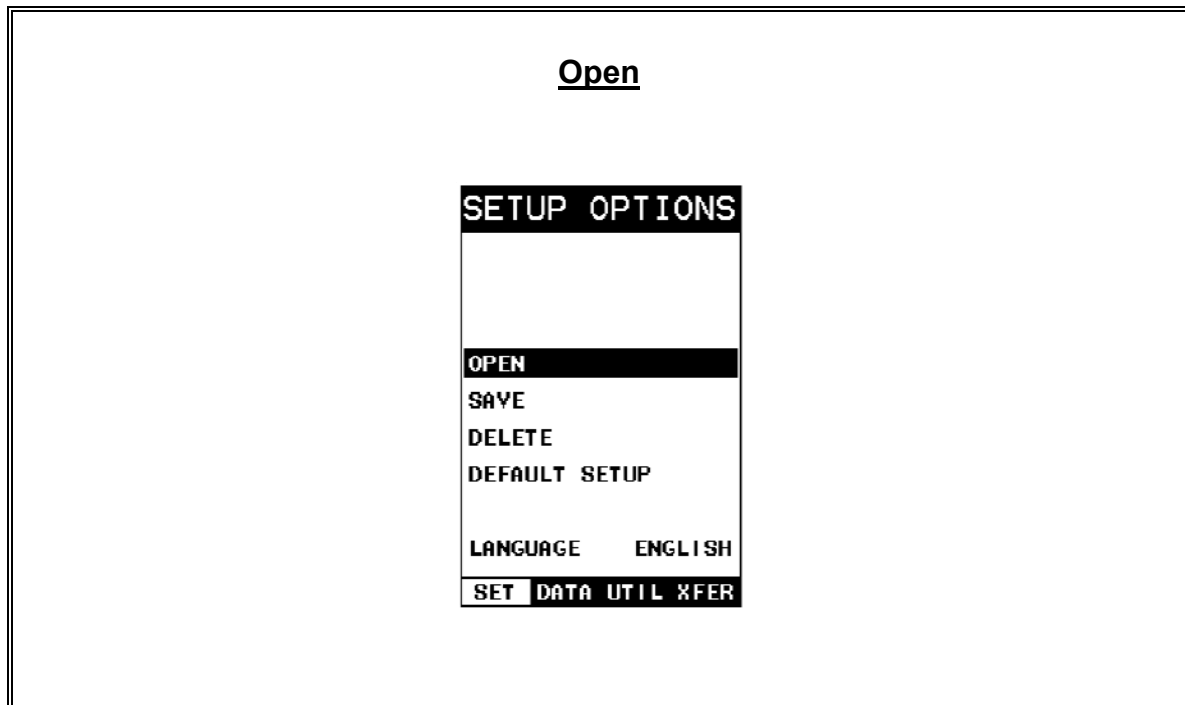 Open
SETUP OPTIONS
OPEN
SAVE
DELETE
DEFAULT SETUP
LANGUAGE ENGLISH
SET DATA UTIL XFER